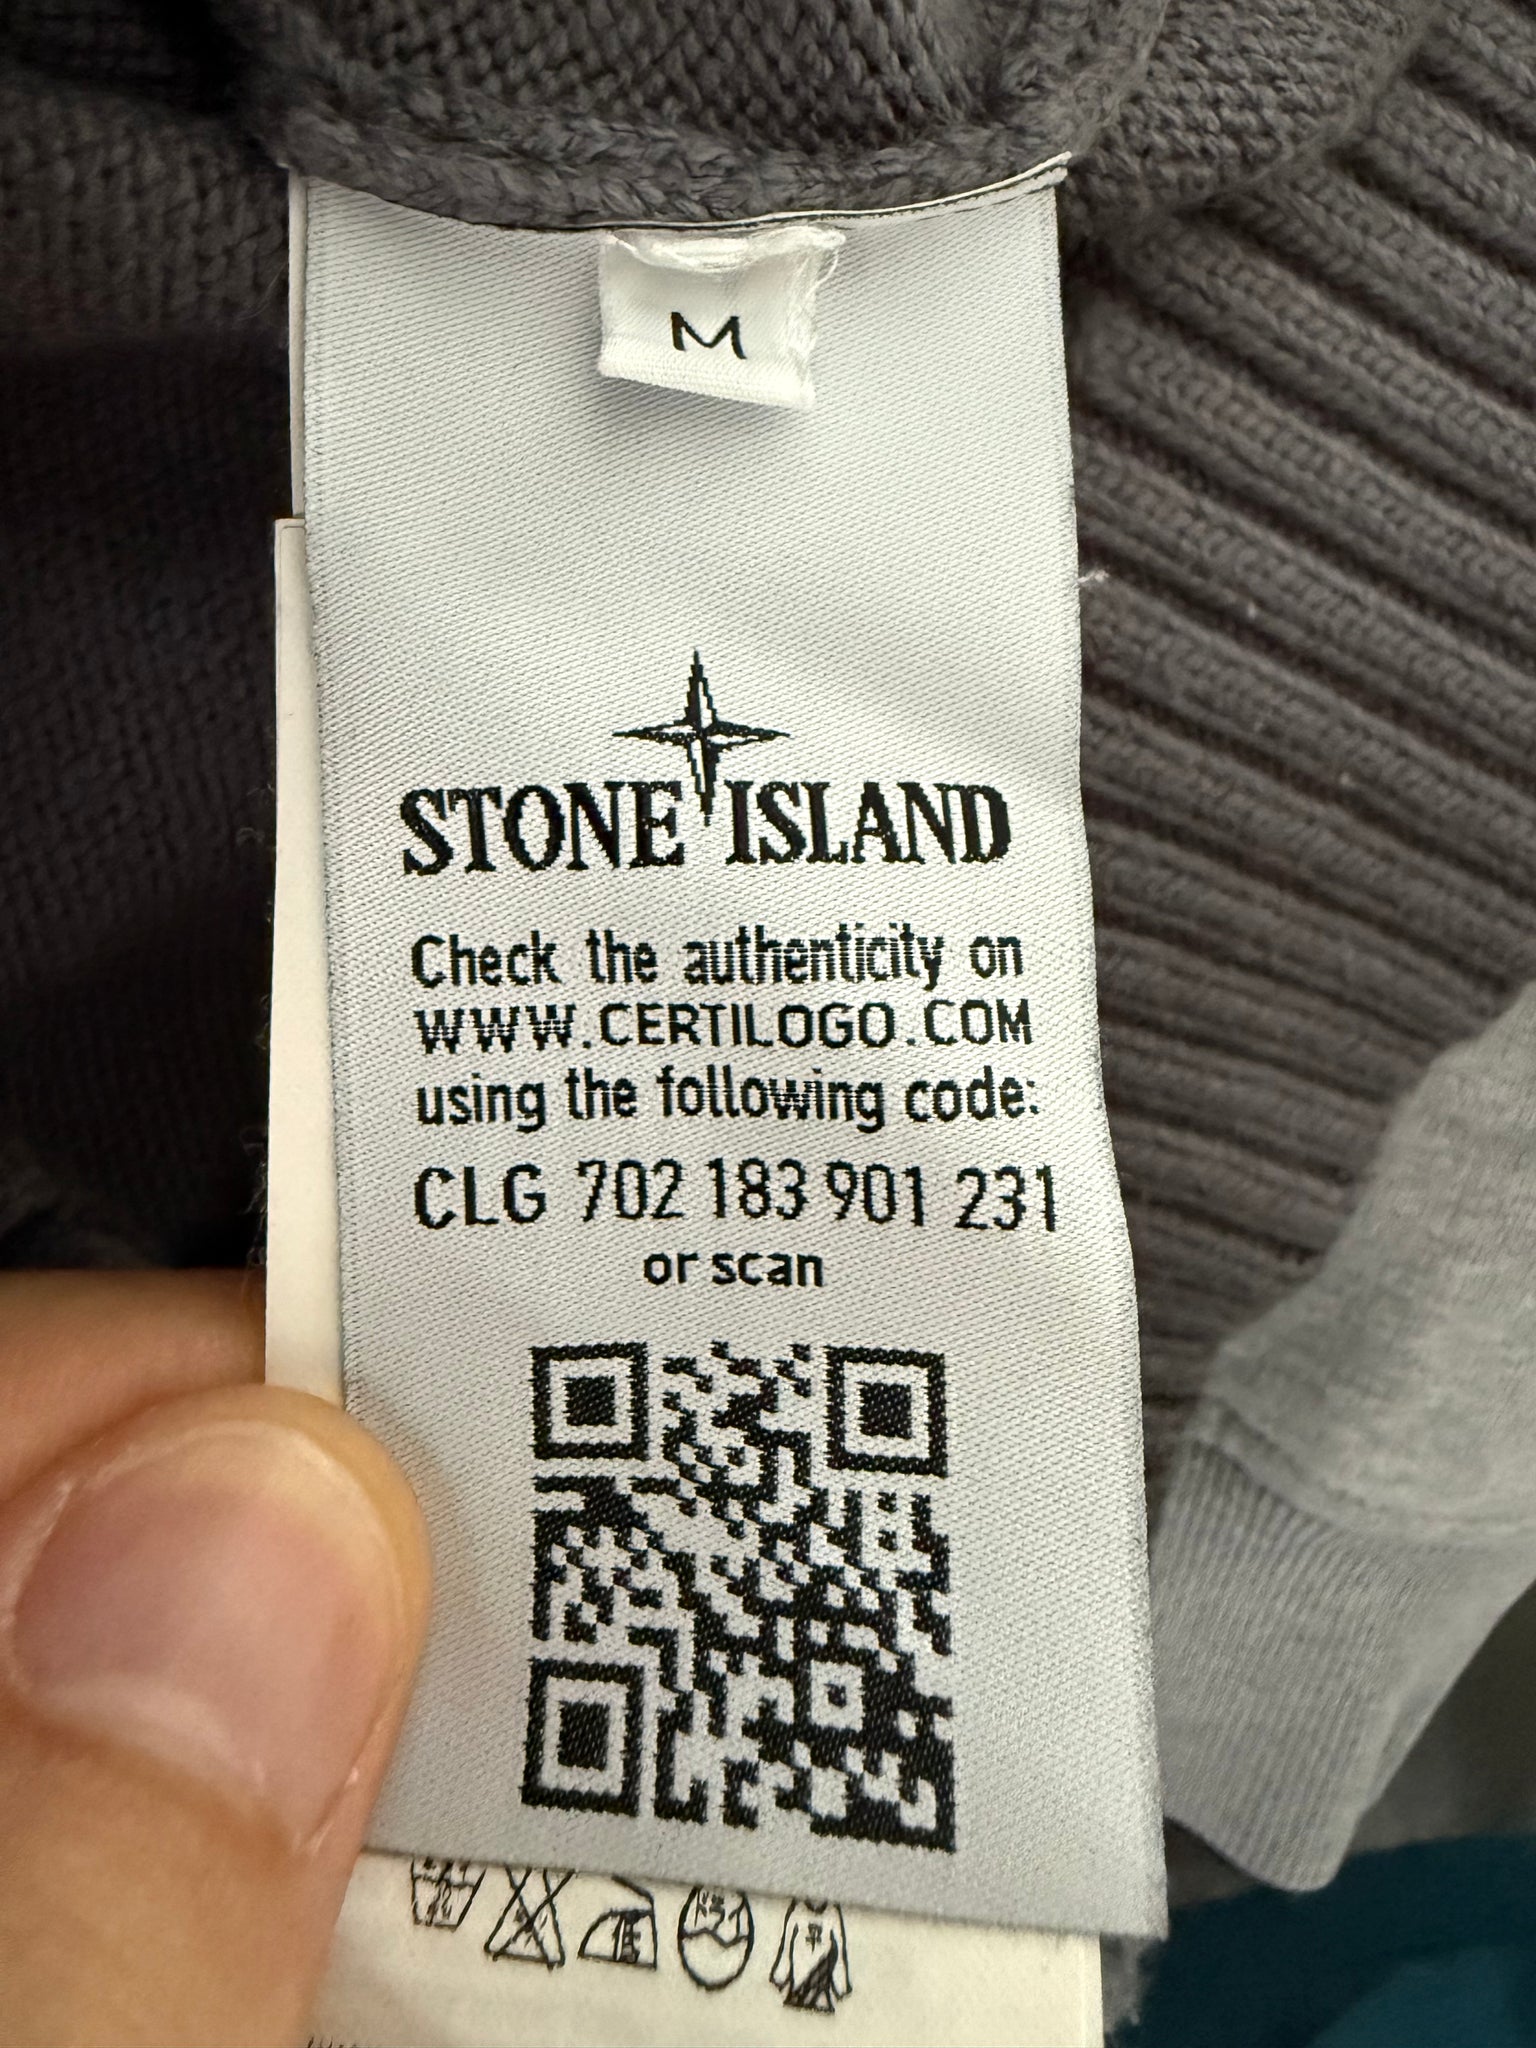 M
STONE ISLAND
Check the authenticity on
WWW.CERTILOGO.COM
using the following code:
CLG 702 183 901 231
or scan
平